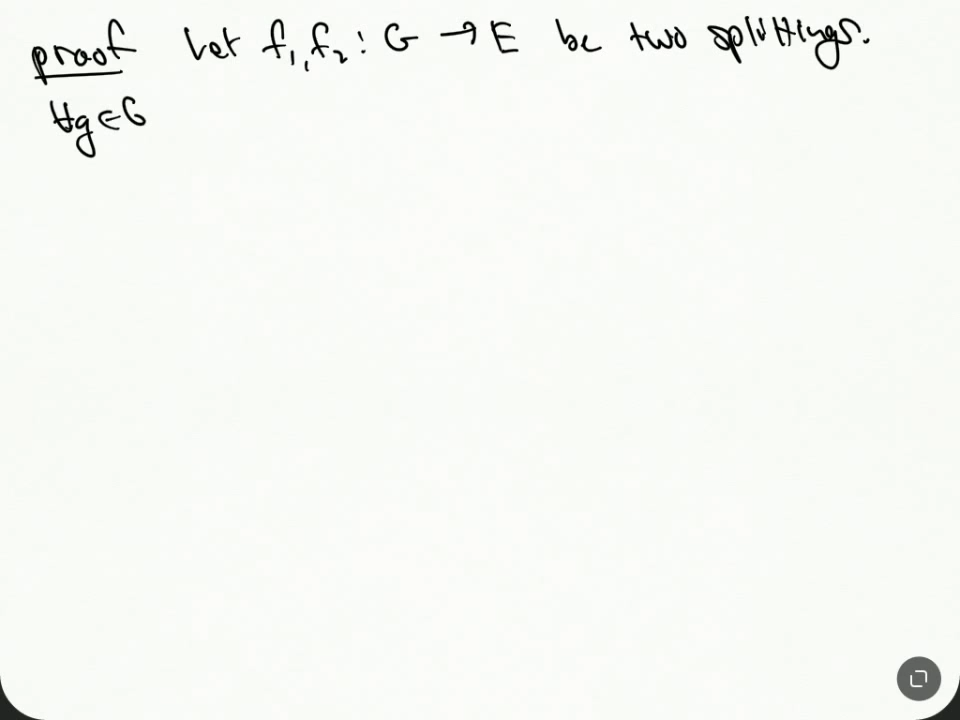 proof Let f₁, f₂ : G → E be two splittings.
∀g∈G